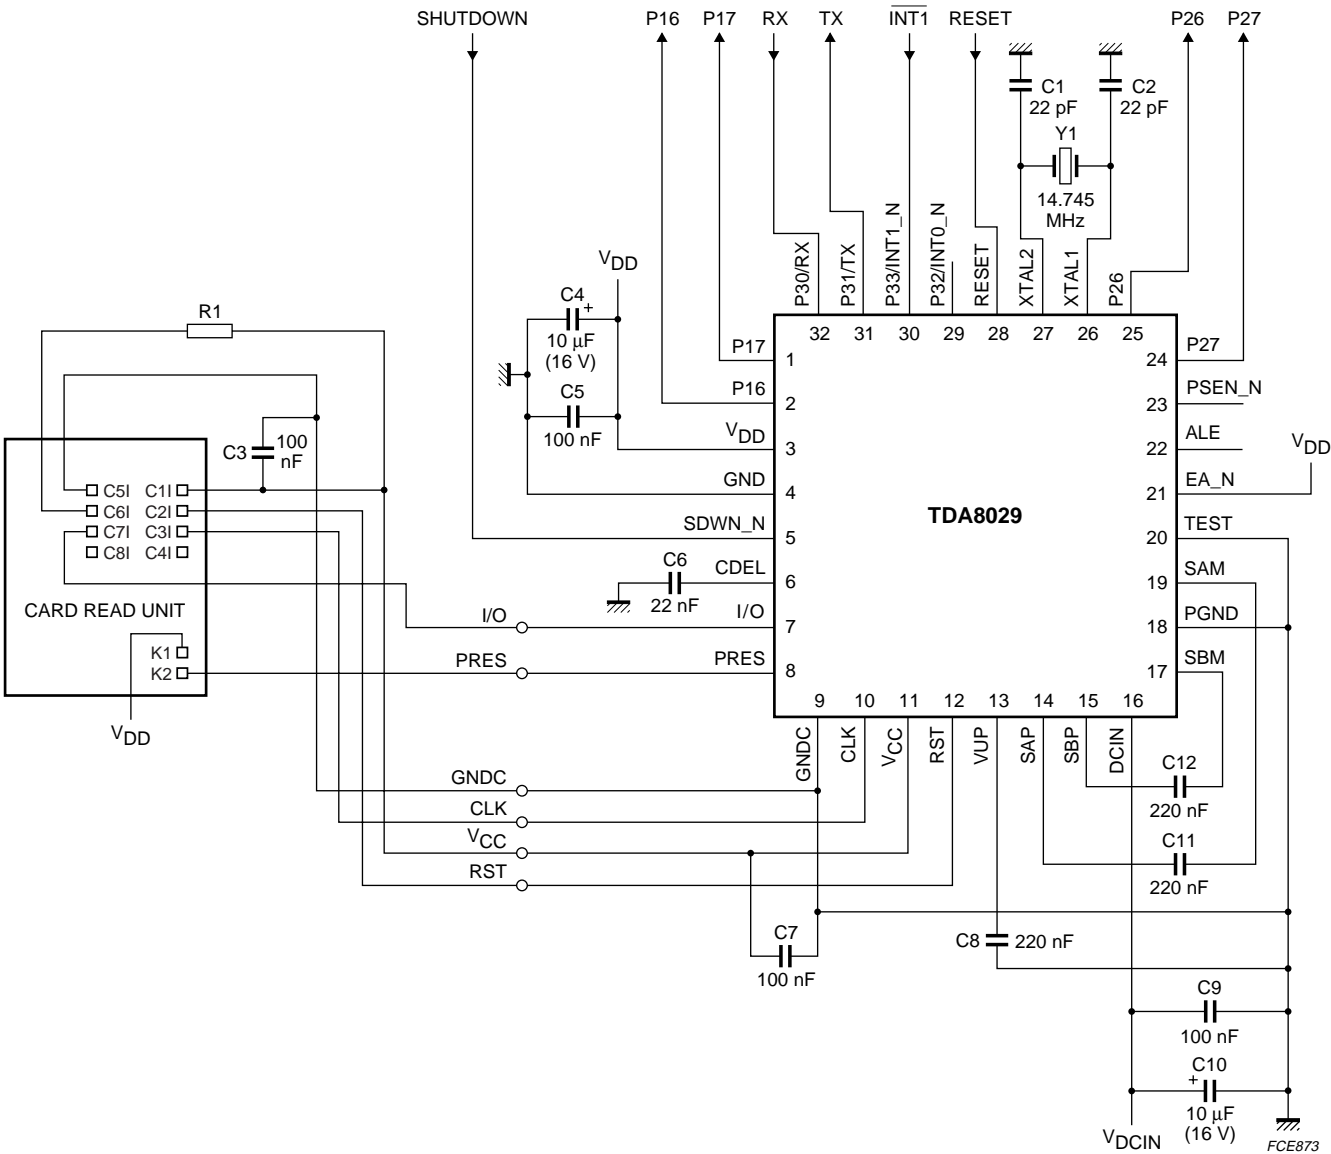 SHUTDOWN P16 P17 RX TX INT1 RESET P26 P27
C1
22 pF
C2
22 pF
Y1
14.745
MHz
P30/RX P31/TX P33/INT1_N P32/INT0_N RESET XTAL2 XTAL1 P26
32 31 30 29 28 27 26 25
VDD
C4
+
10 µF
(16 V)
C5
100 nF
R1
C3
100
nF
C5I C1I
C6I C2I
C7I C3I
C8I C4I
CARD READ UNIT
K1
K2
VDD
P17 1
P16 2
VDD 3
GND 4
SDWN_N 5
C6
22 nF
CDEL 6
I/O I/O 7
PRES PRES 8
TDA8029
24 P27
23 PSEN_N
22 ALE
21 EA_N
VDD
20 TEST
19 SAM
18 PGND
17 SBM
9 10 11 12 13 14 15 16
GNDC CLK VCC RST VUP SAP SBP DCIN
GNDC
CLK
VCC
RST
C12
220 nF
C11
220 nF
C7
100 nF
C8 220 nF
C9
100 nF
C10
+
10 µF
(16 V)
VDCIN
FCE873